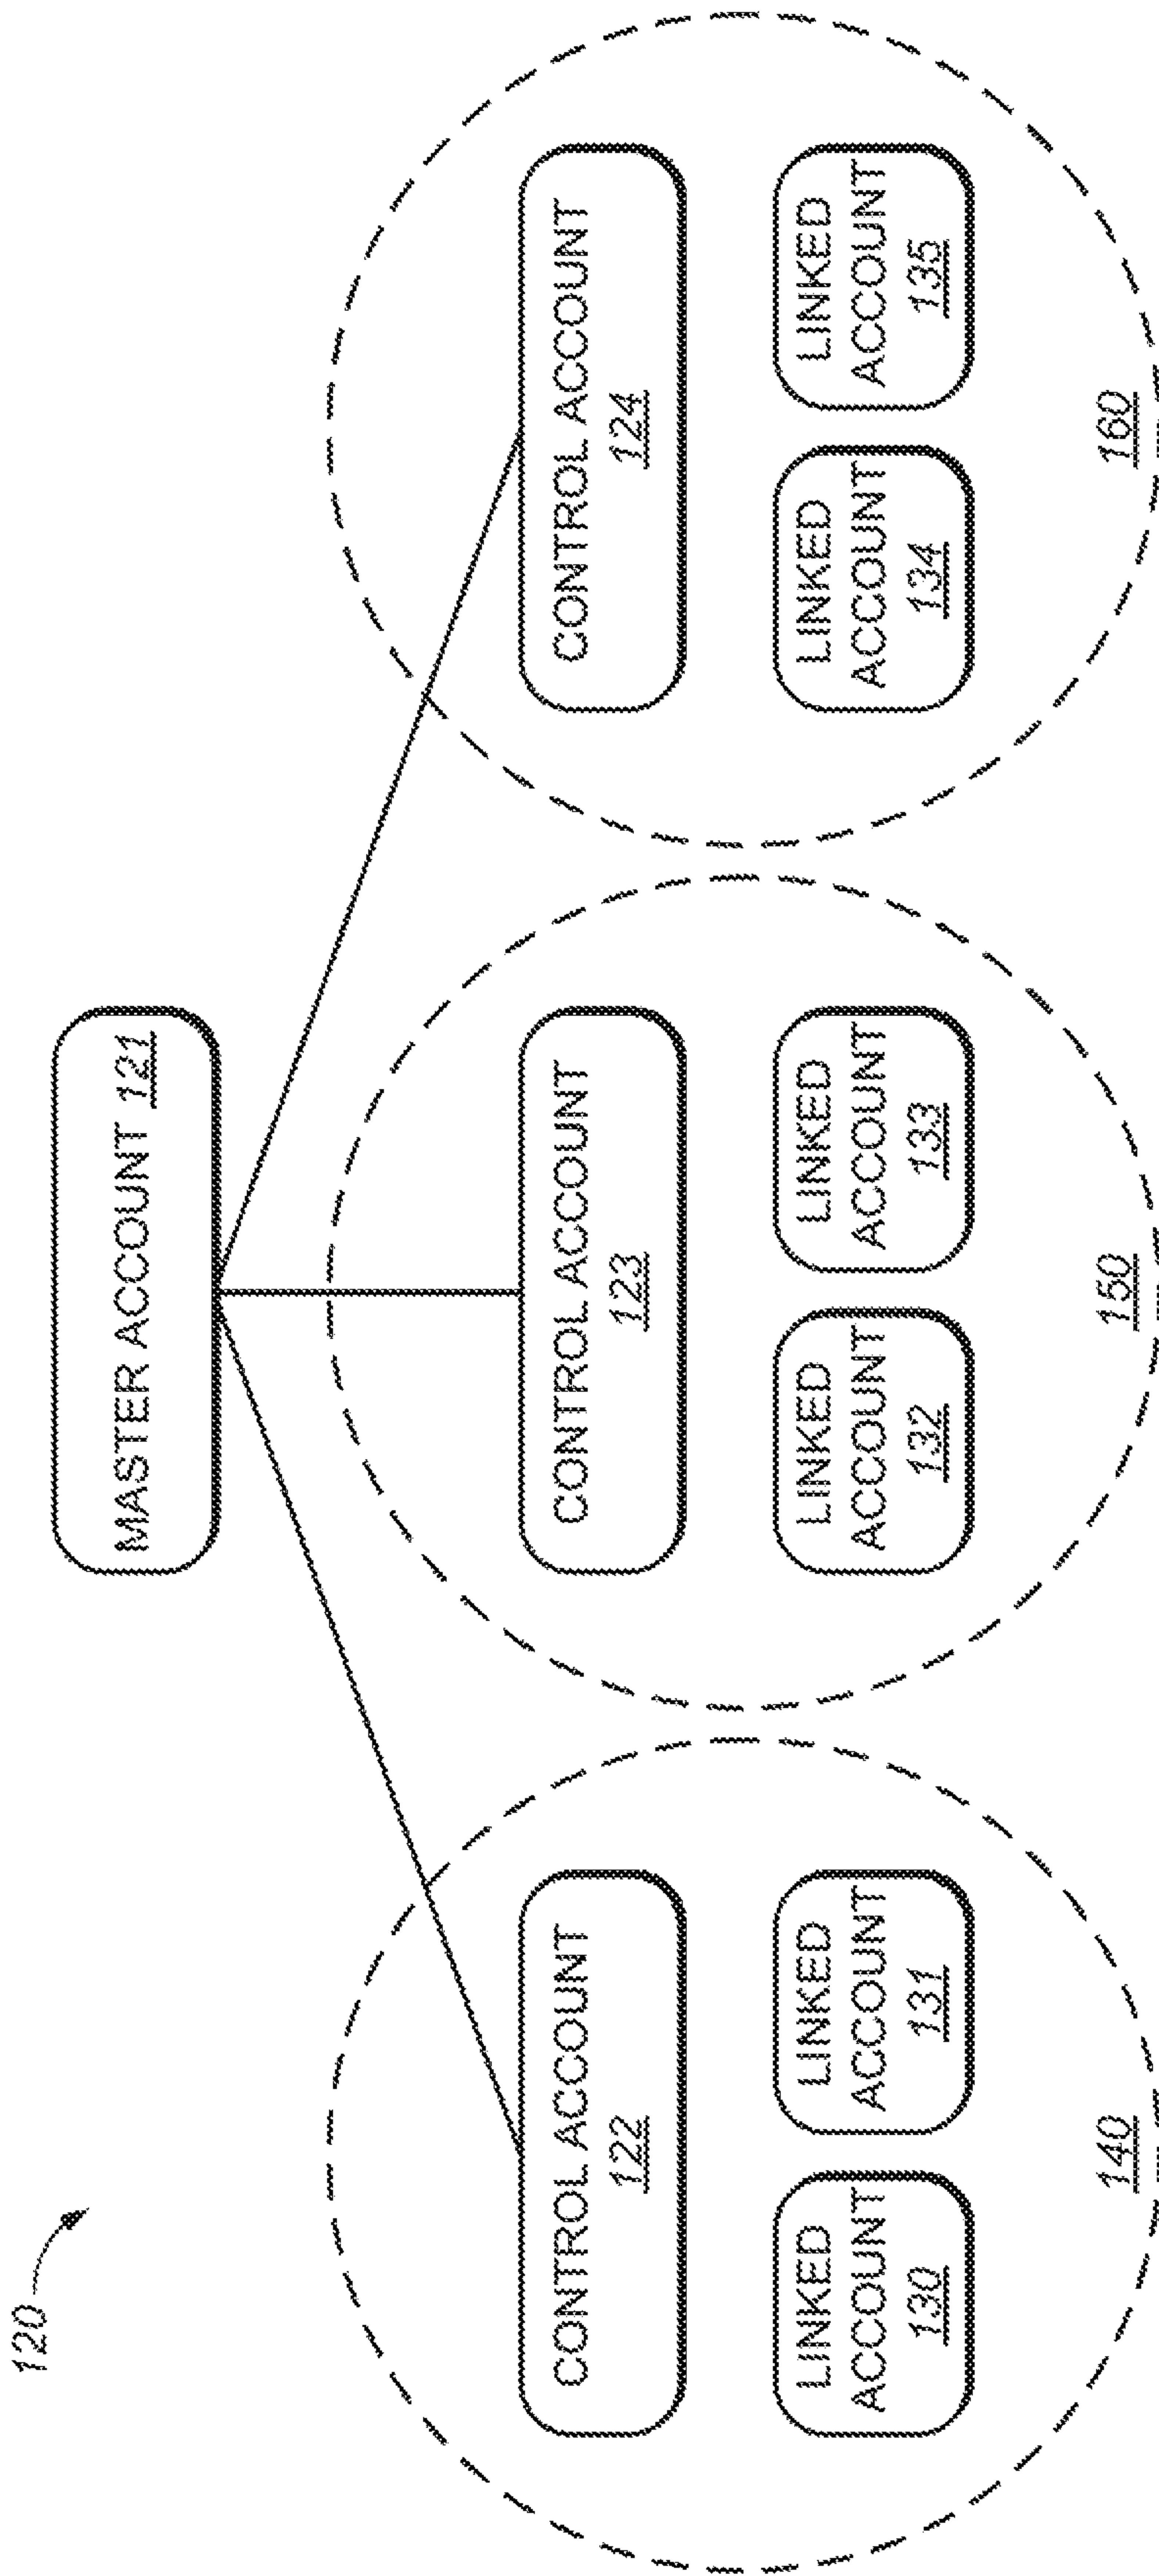 120
MASTER ACCOUNT 121
CONTROL ACCOUNT
122
LINKED
ACCOUNT
130
LINKED
ACCOUNT
131
140
CONTROL ACCOUNT
123
LINKED
ACCOUNT
132
LINKED
ACCOUNT
133
150
CONTROL ACCOUNT
124
LINKED
ACCOUNT
134
LINKED
ACCOUNT
135
160